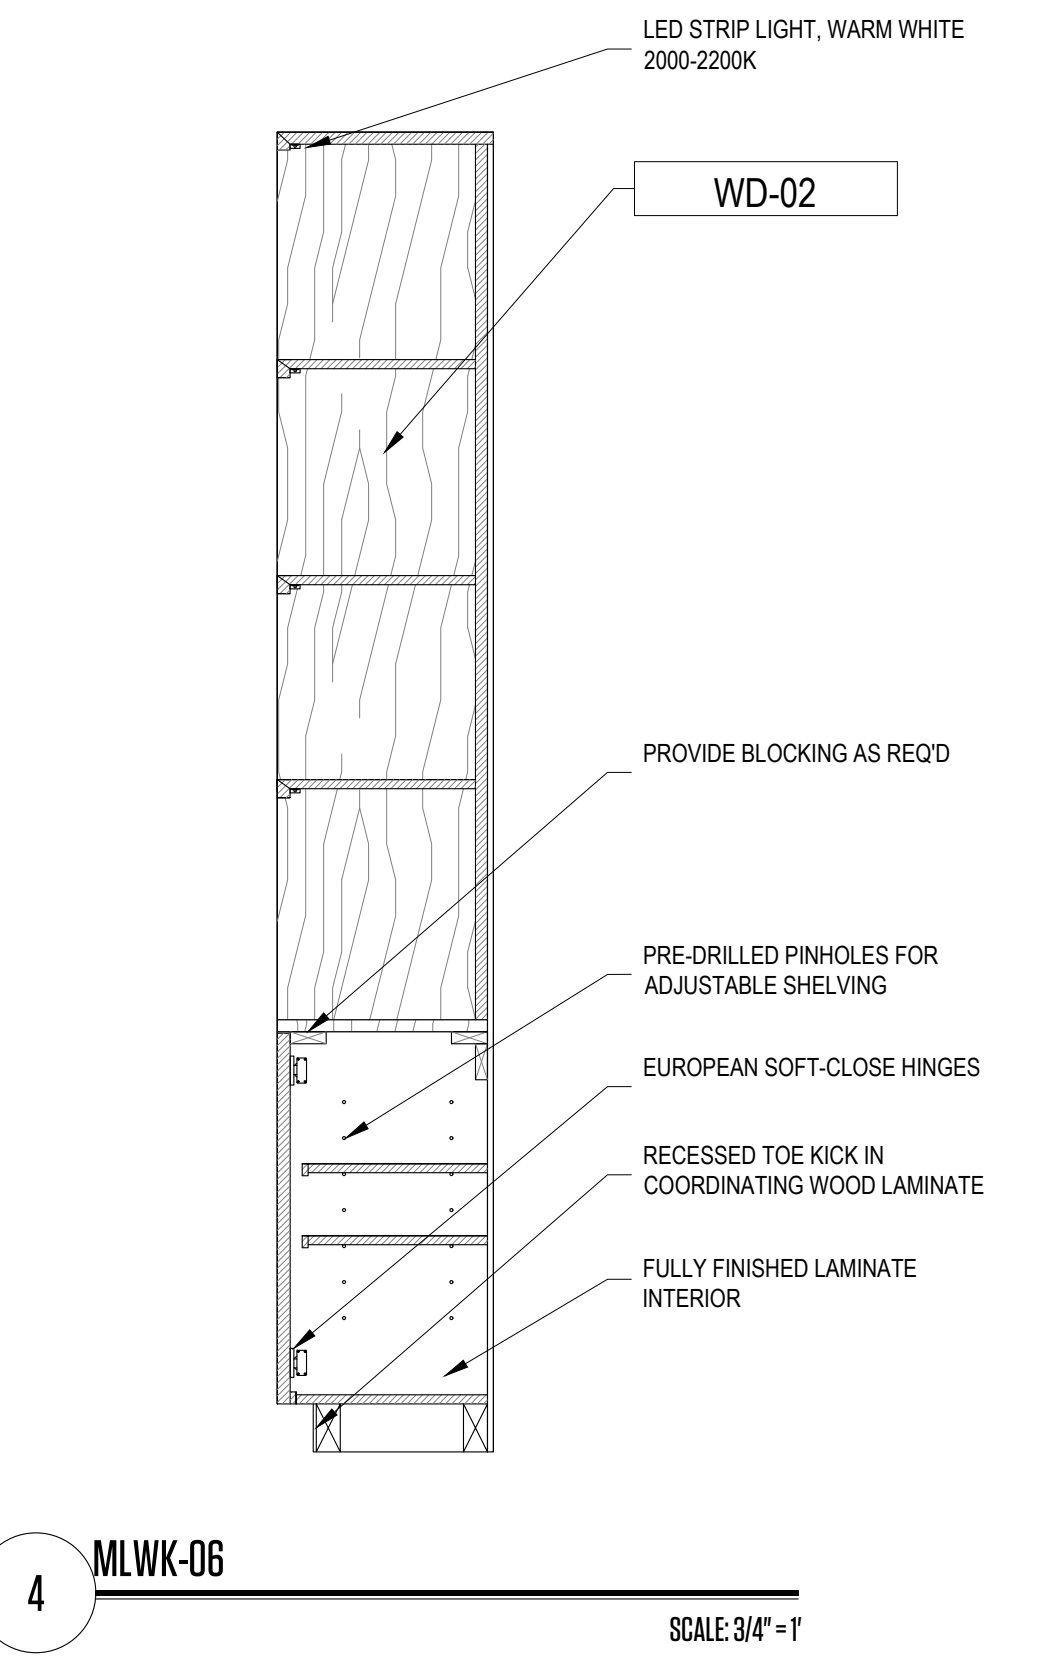 LED STRIP LIGHT, WARM WHITE
2000-2200K
WD-02
PROVIDE BLOCKING AS REQ'D
PRE-DRILLED PINHOLES FOR
ADJUSTABLE SHELVING
EUROPEAN SOFT-CLOSE HINGES
RECESSED TOE KICK IN
COORDINATING WOOD LAMINATE
FULLY FINISHED LAMINATE
INTERIOR
4
MLWK-06
SCALE: 3/4" = 1'